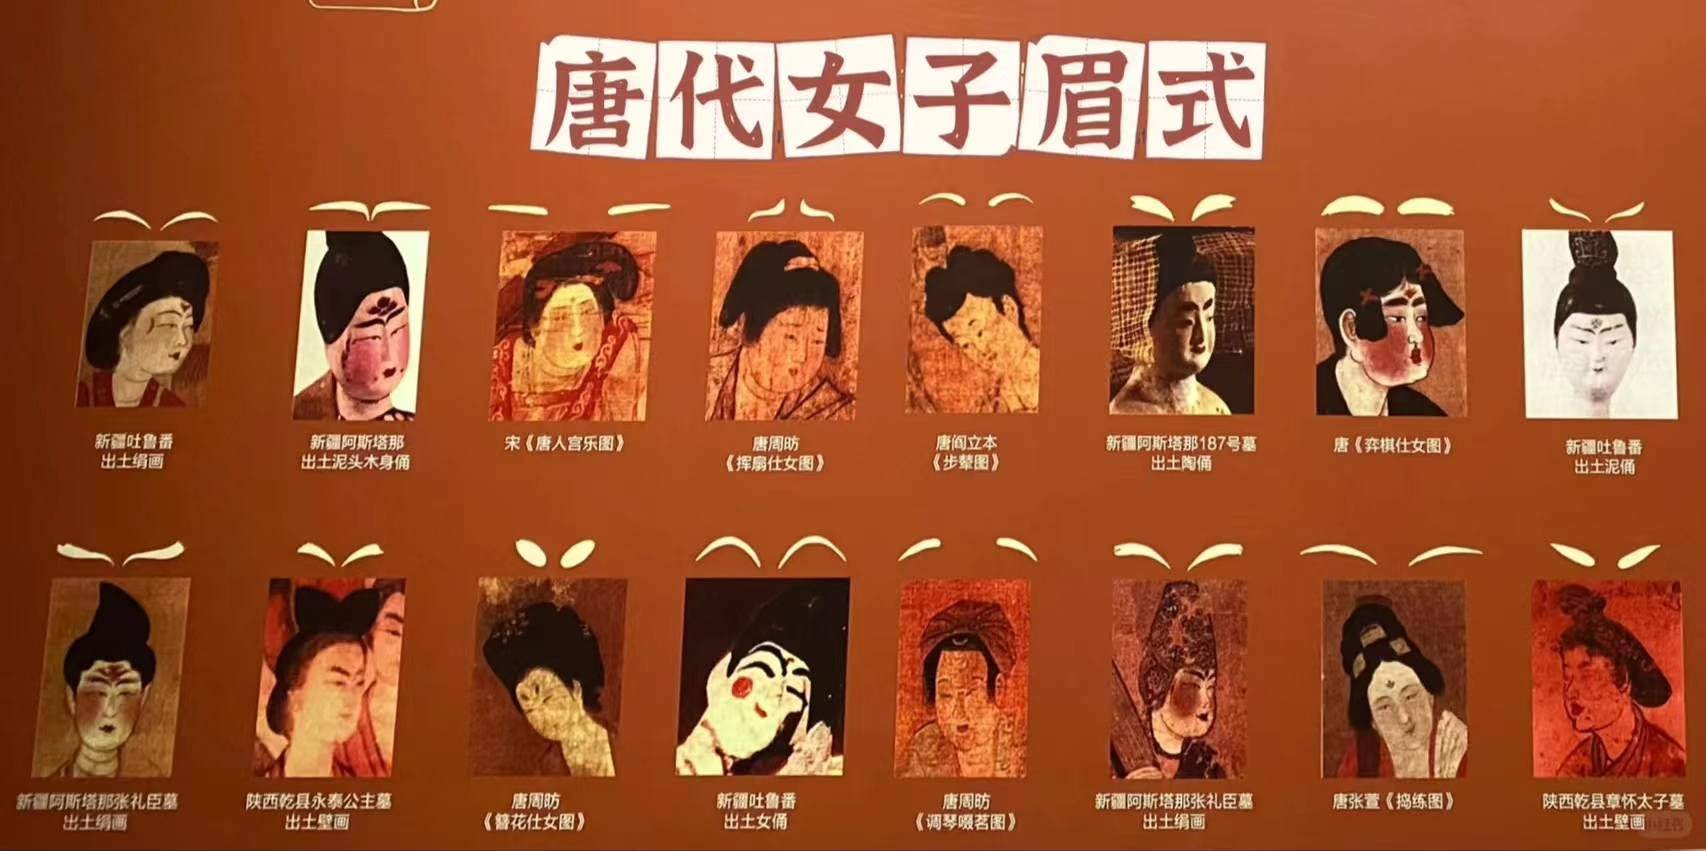 唐代女子眉式
新疆吐鲁番
出土绢画
新疆阿斯塔那
出土泥头木身俑
宋《唐人宫乐图》
唐周昉
《挥扇仕女图》
唐阎立本
《步辇图》
新疆阿斯塔那187号墓
出土陶俑
唐《弈棋仕女图》
新疆吐鲁番
出土泥俑
新疆阿斯塔那张礼臣墓
出土绢画
陕西乾县永泰公主墓
出土壁画
唐周昉
《簪花仕女图》
新疆吐鲁番
出土女俑
唐周昉
《调琴啜茗图》
新疆阿斯塔那张礼臣墓
出土绢画
唐张萱《捣练图》
陕西乾县章怀太子墓
出土壁画
小红书